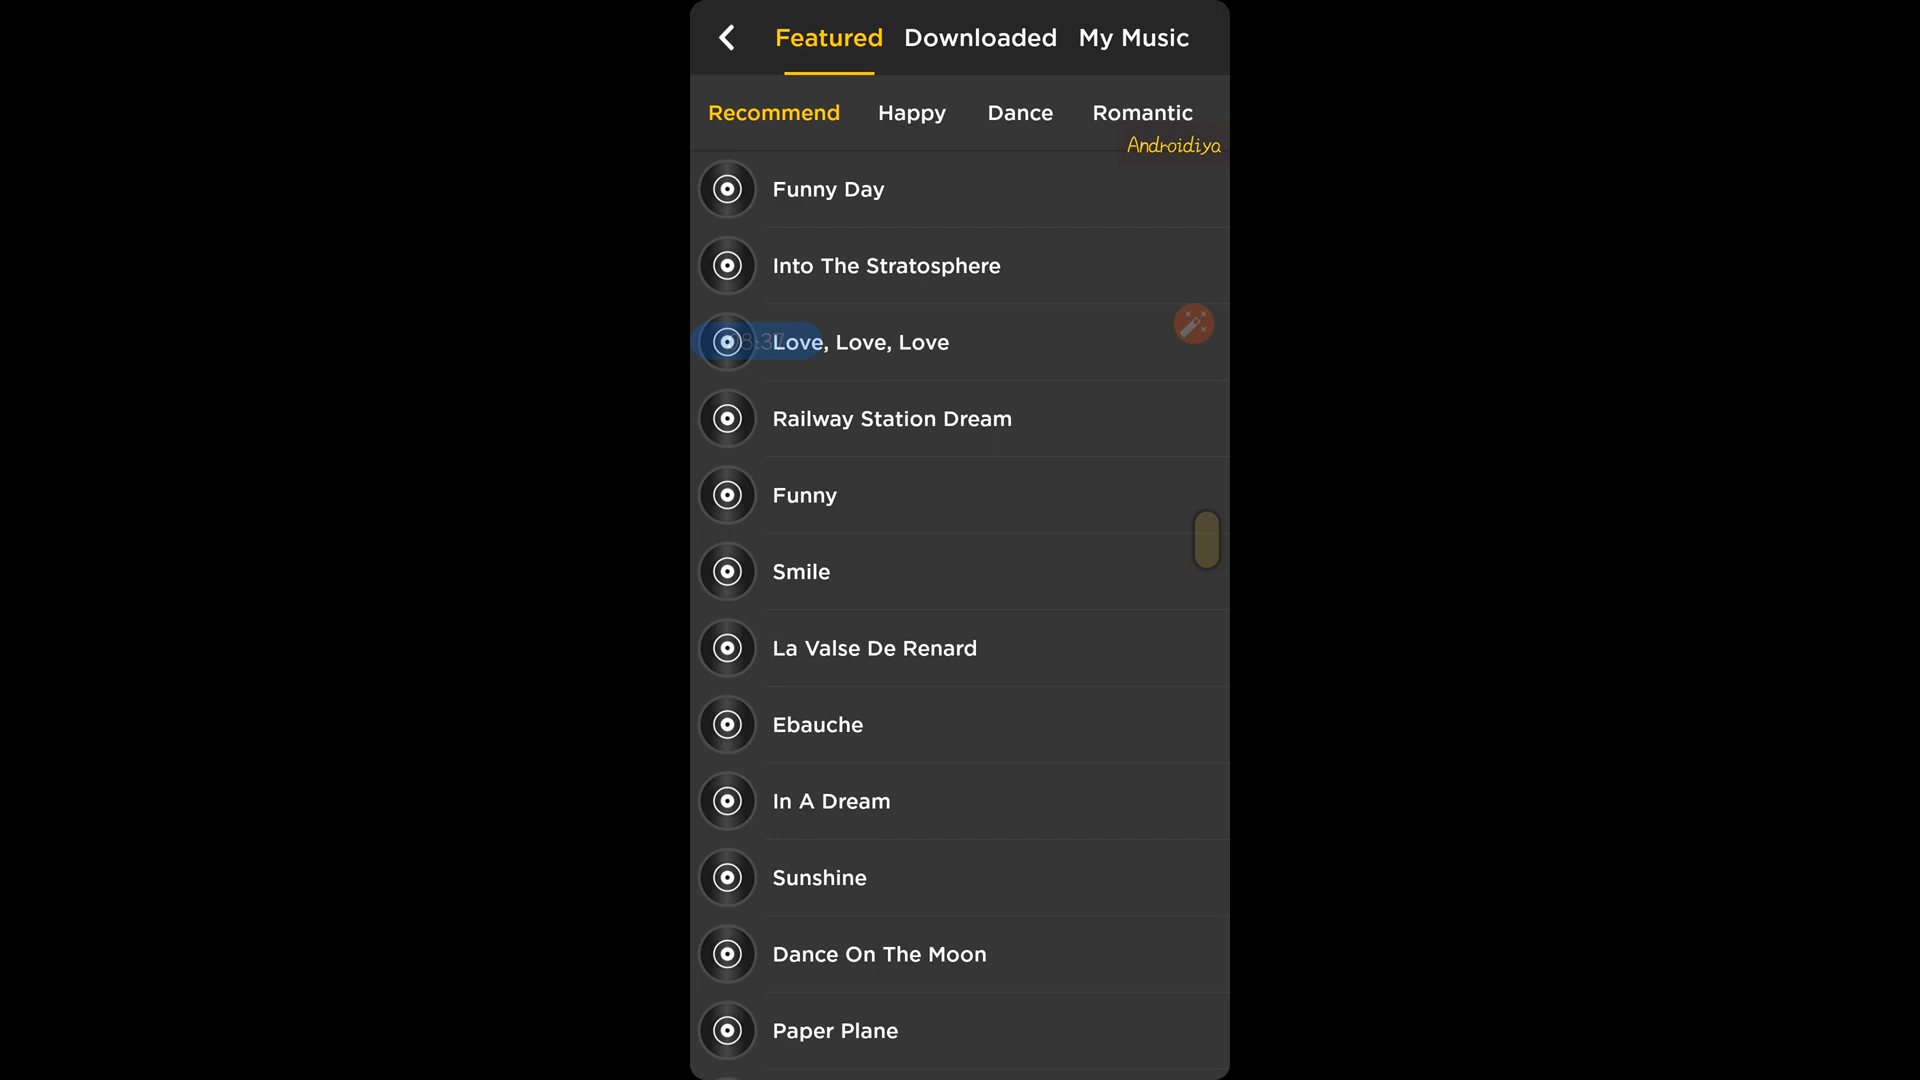 Featured Downloaded My Music
Recommend Happy Dance Romantic
Androidiya
Funny Day
Into The Stratosphere
Love, Love, Love
Railway Station Dream
Funny
Smile
La Valse De Renard
Ebauche
In A Dream
Sunshine
Dance On The Moon
Paper Plane